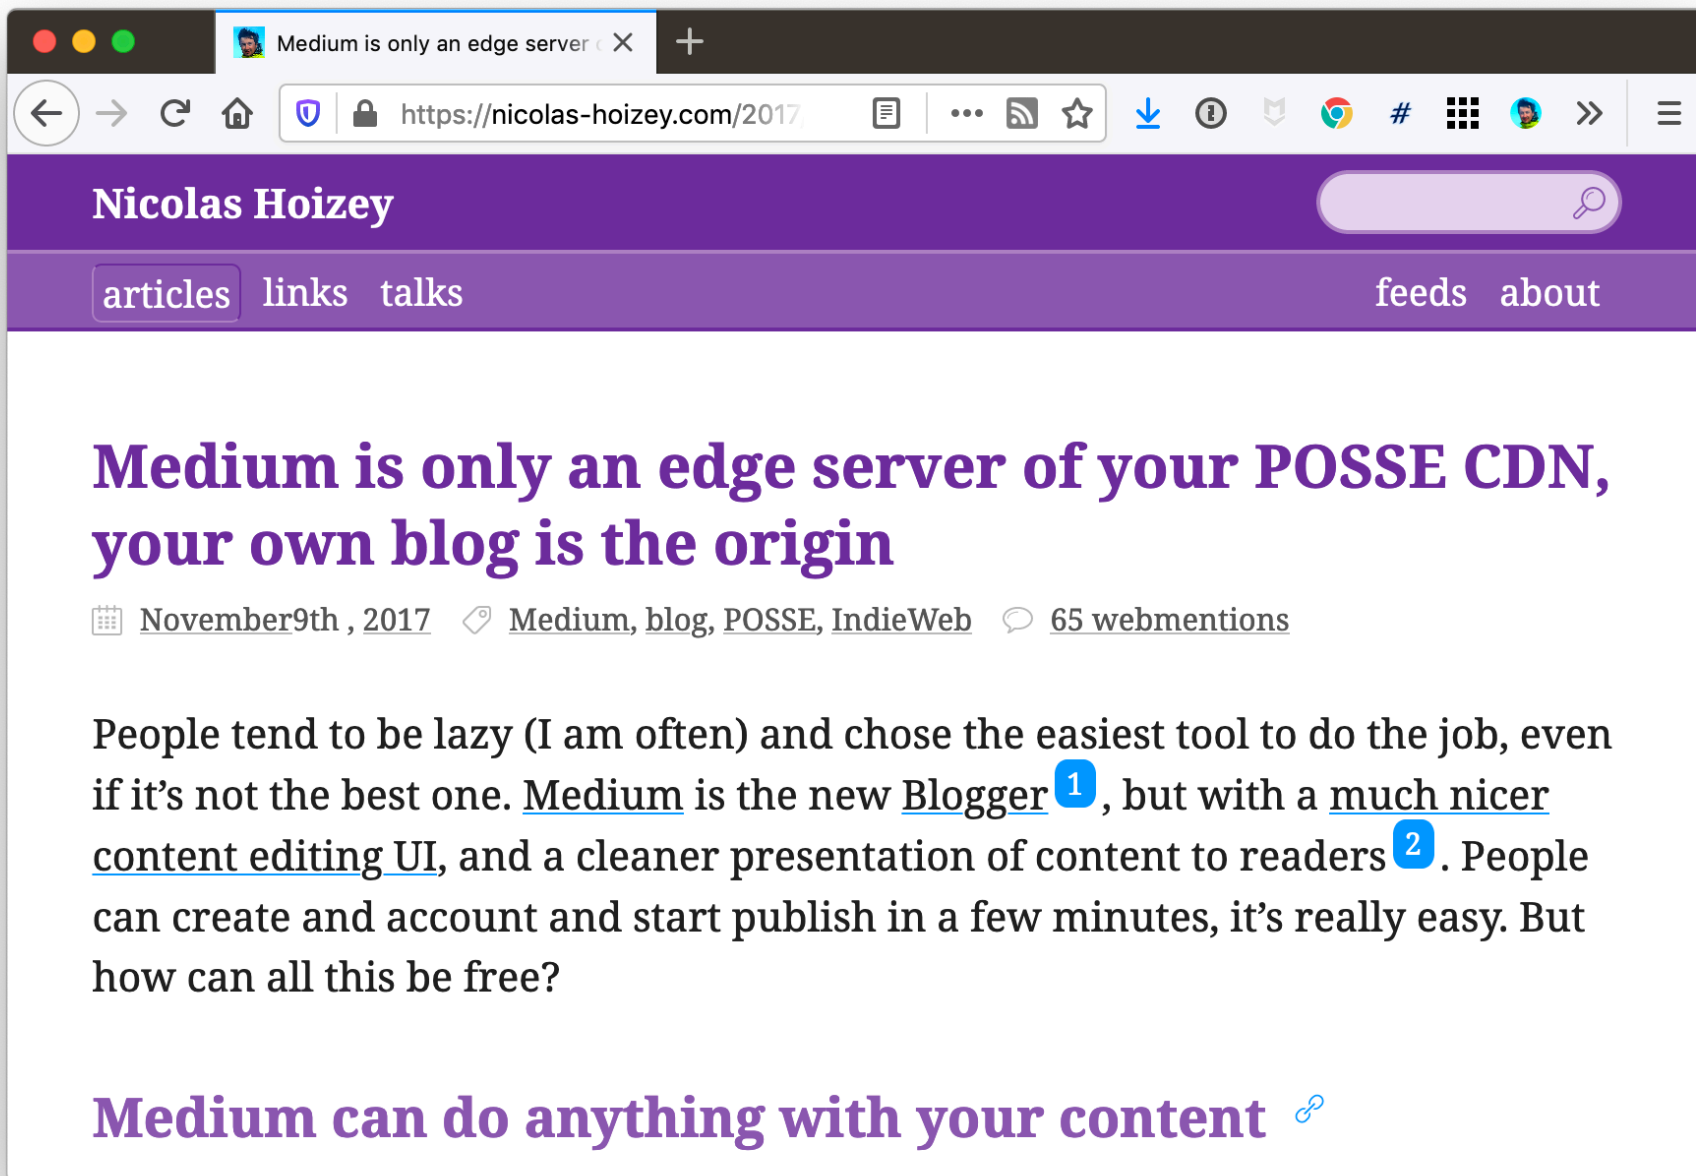 Medium is only an edge server
https://nicolas-hoizey.com/2017/
#
Nicolas Hoizey
articles links talks feeds about
Medium is only an edge server of your POSSE CDN,
your own blog is the origin
November9th , 2017 Medium, blog, POSSE, IndieWeb 65 webmentions
People tend to be lazy (I am often) and chose the easiest tool to do the job, even
if it’s not the best one. Medium is the new Blogger 1 , but with a much nicer
content editing UI, and a cleaner presentation of content to readers 2 . People
can create and account and start publish in a few minutes, it’s really easy. But
how can all this be free?
Medium can do anything with your content